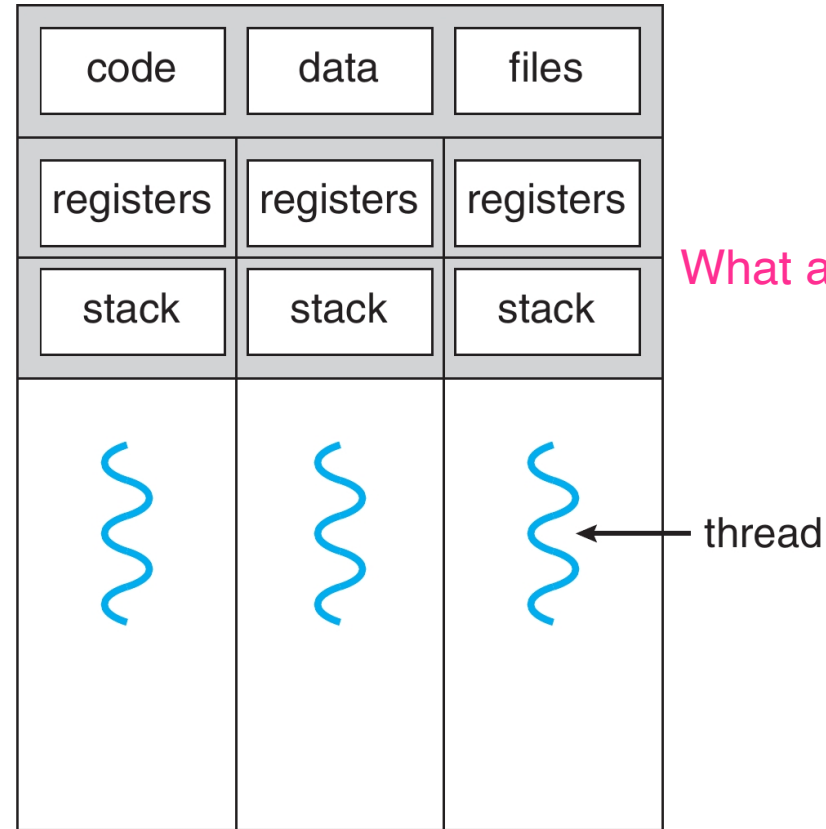 code data files
registers registers registers
What a
stack stack stack
thread